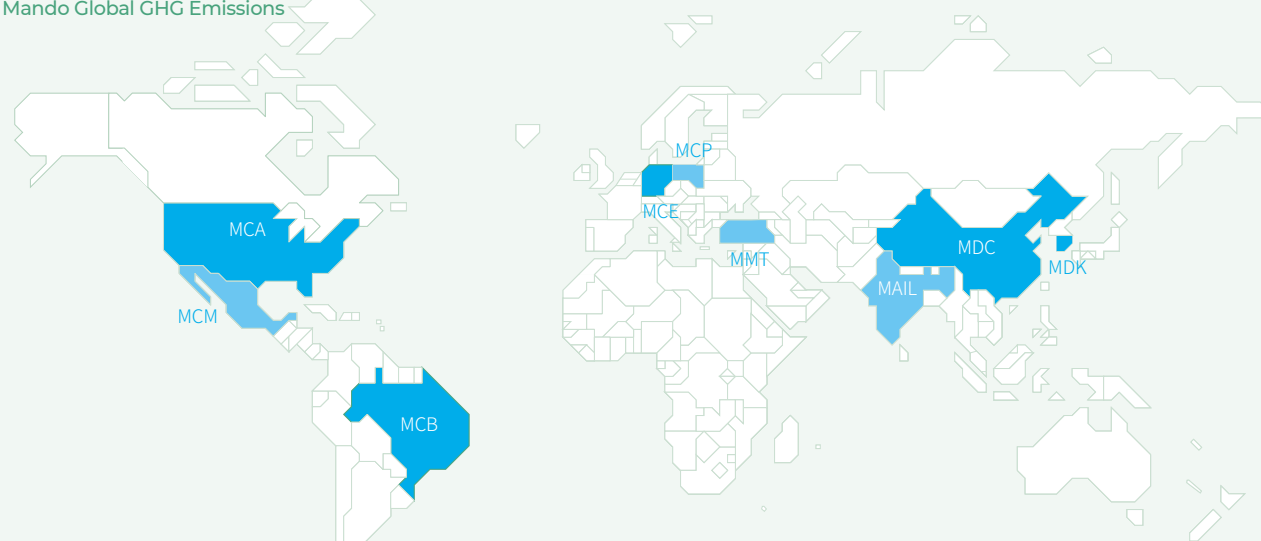 Mando Global GHG Emissions
MCP
MCE
MCA
MDC
MMT
MDK
MAIL
MCM
MCB